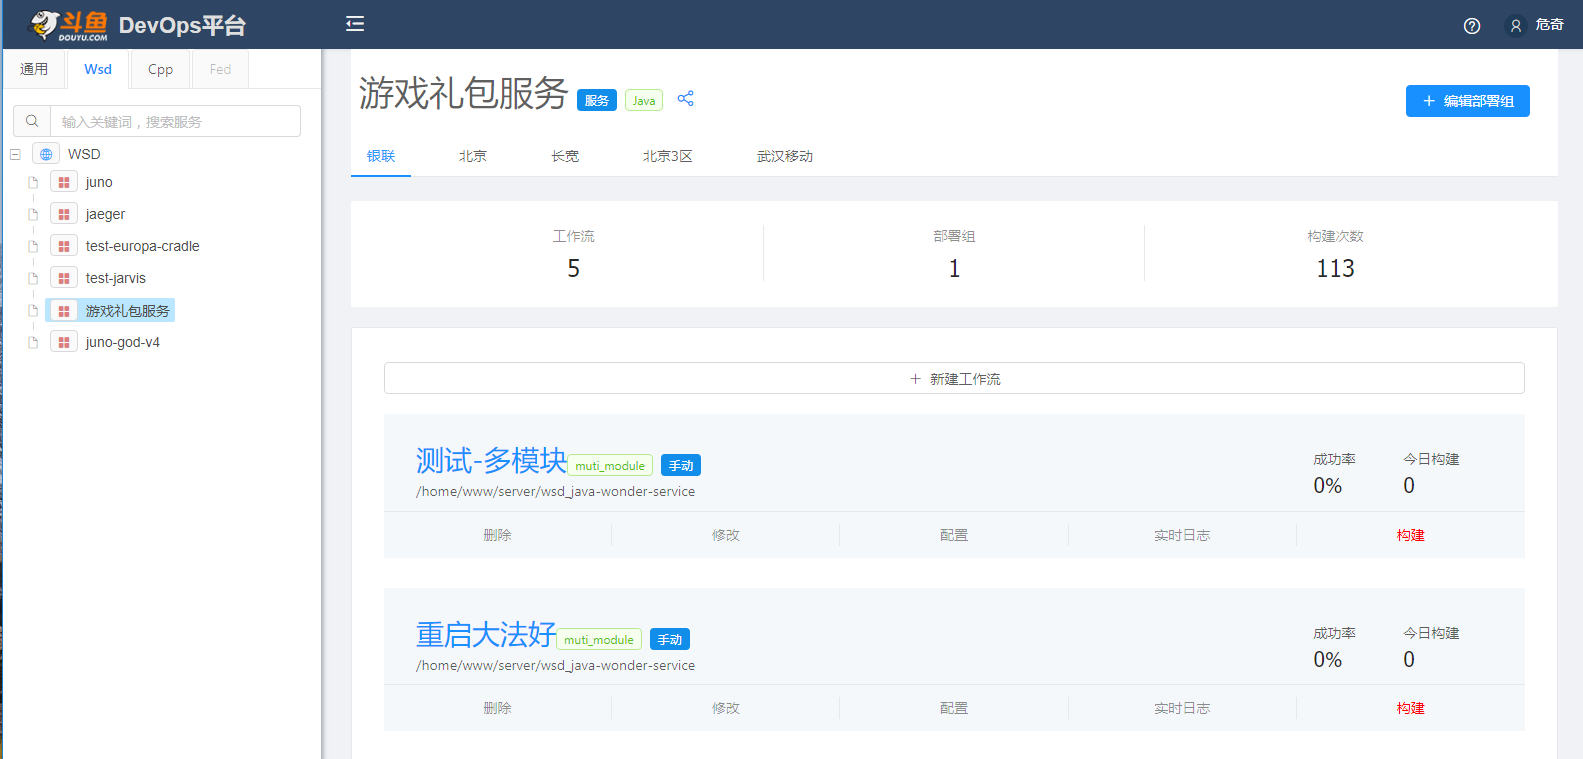 斗鱼 DOUYU.COM DevOps平台
危奇
通用 Wsd Cpp Fed
输入关键词，搜索服务
WSD
juno
jaeger
test-europa-cradle
test-jarvis
游戏礼包服务
juno-god-v4
游戏礼包服务 服务 Java
编辑部署组
银联 北京 长宽 北京3区 武汉移动
工作流 部署组 构建次数
5 1 113
新建工作流
测试-多模块 muti_module 手动
/home/www/server/wsd_java-wonder-service
成功率 今日构建
0% 0
删除 修改 配置 实时日志 构建
重启大法好 muti_module 手动
/home/www/server/wsd_java-wonder-service
成功率 今日构建
0% 0
删除 修改 配置 实时日志 构建